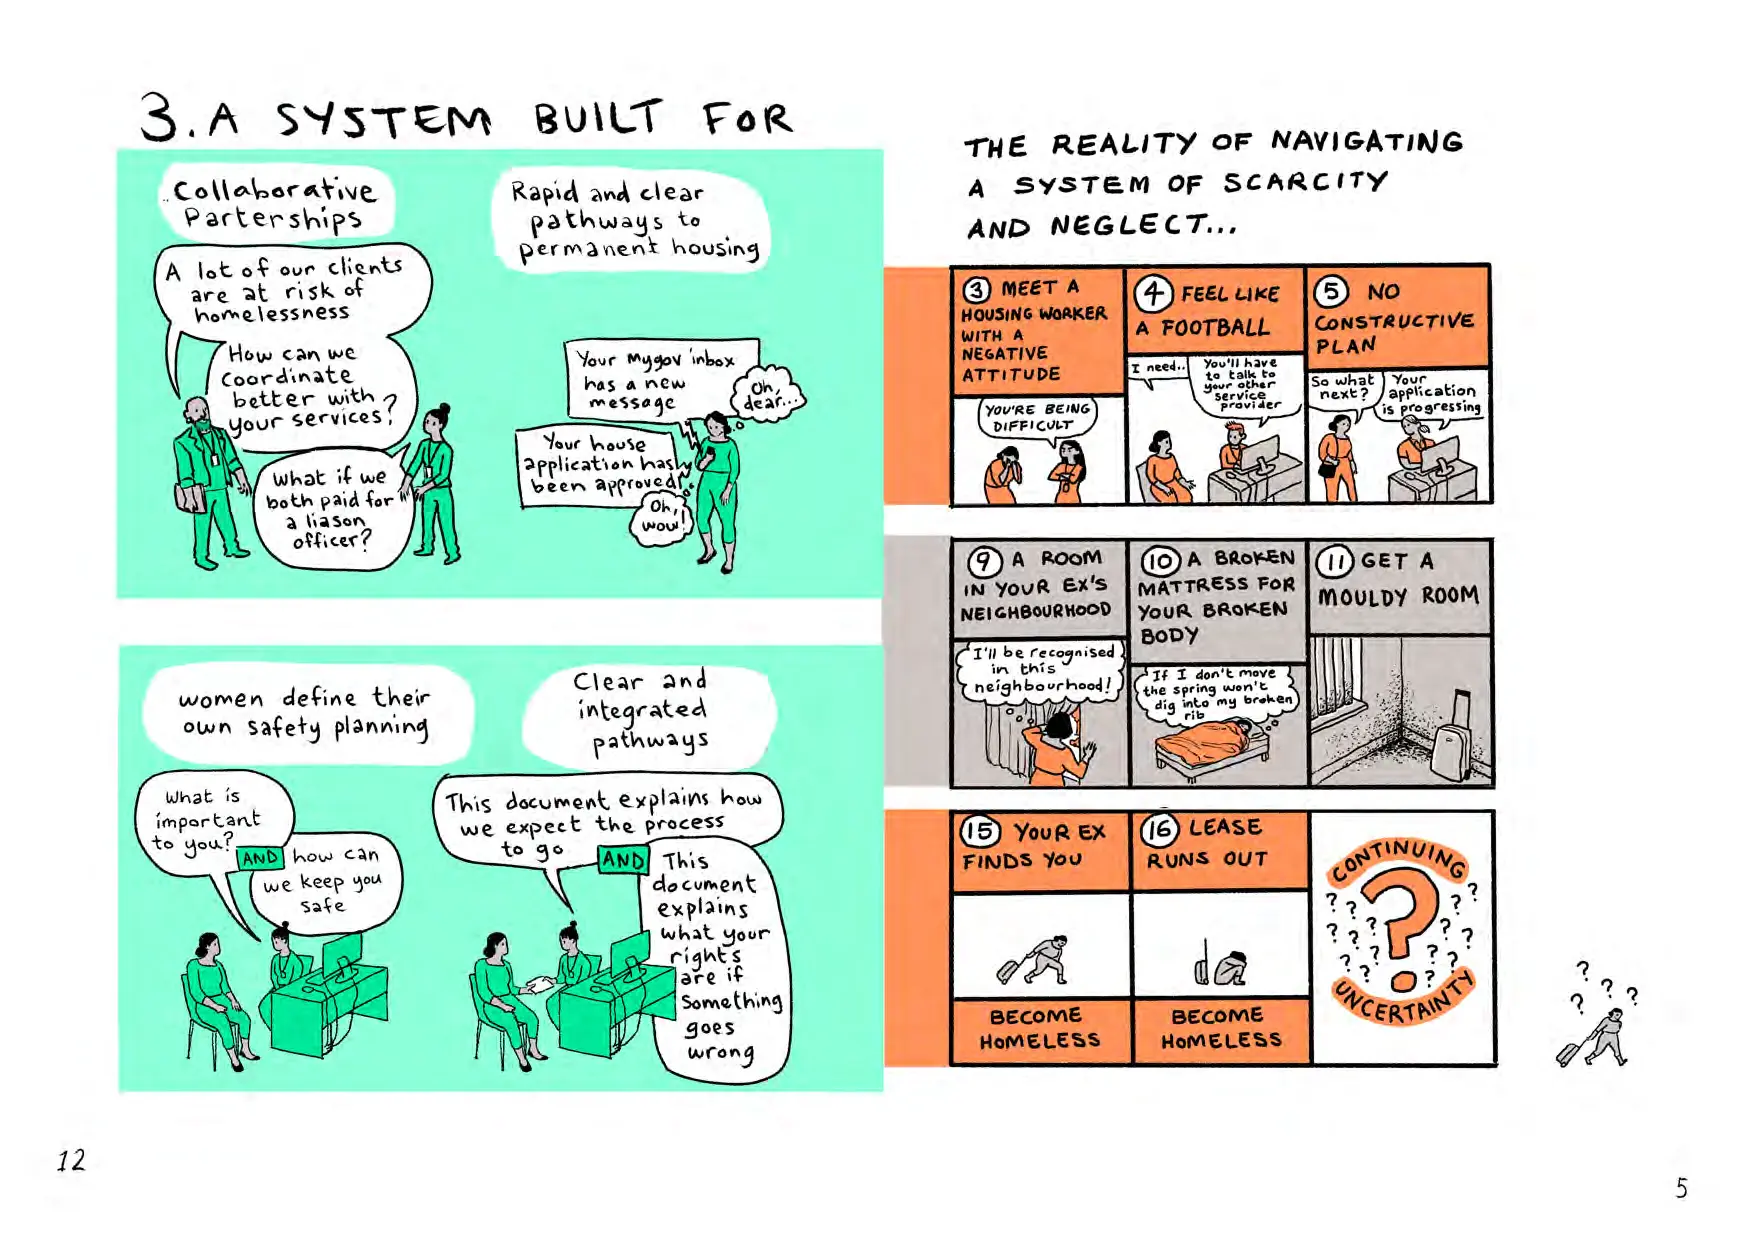 3. A SYSTEM BUILT FOR
Collaborative
Parterships
A lot of our clients
are at risk of
homelessness
How can we
coordinate
better with
your services?
What if we
both paid for
a liason
officer?
Rapid and clear
pathways to
permanent housing
Your Mygov inbox
has a new
message
Oh,
dear...
Your house
application has
been approved!
Oh,
wow!
women define their
own safety planning
What is
important
to you?
AND how can
we keep you
safe
Clear and
integrated
pathways
This document explains how
we expect the process
to go
AND This
document
explains
what your
rights
are if
Something
goes
wrong
12
THE REALITY OF NAVIGATING
A SYSTEM OF SCARCITY
AND NEGLECT...
3 MEET A
HOUSING WORKER
WITH A
NEGATIVE
ATTITUDE
YOU'RE BEING
DIFFICULT
4 FEEL LIKE
A FOOTBALL
I need..
You'll have
to talk to
your other
service
provider
5 NO
CONSTRUCTIVE
PLAN
So what
next?
Your
application
is progressing
9 A ROOM
IN YOUR EX'S
NEIGHBOURHOOD
I'll be recognised
in this
neighbourhood!
10 A BROKEN
MATTRESS FOR
YOUR BROKEN
BODY
If I don't move
the spring won't
dig into my broken
rib
11 GET A
MOULDY ROOM
15 YOUR EX
FINDS YOU
BECOME
HOMELESS
16 LEASE
RUNS OUT
BECOME
HOMELESS
CONTINUING
?
UNCERTAINTY
? ? ? ?
5